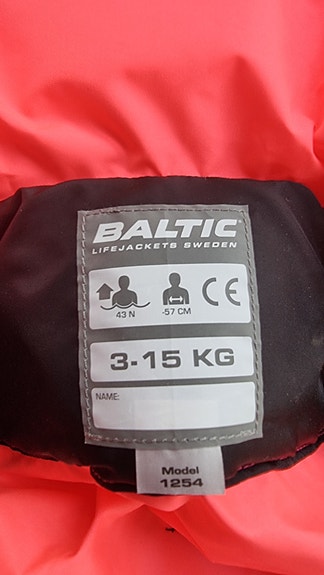 BALTIC
LIFEJACKETS SWEDEN
43 N
-57 CM
CE
3-15 KG
NAME:
Model
1254